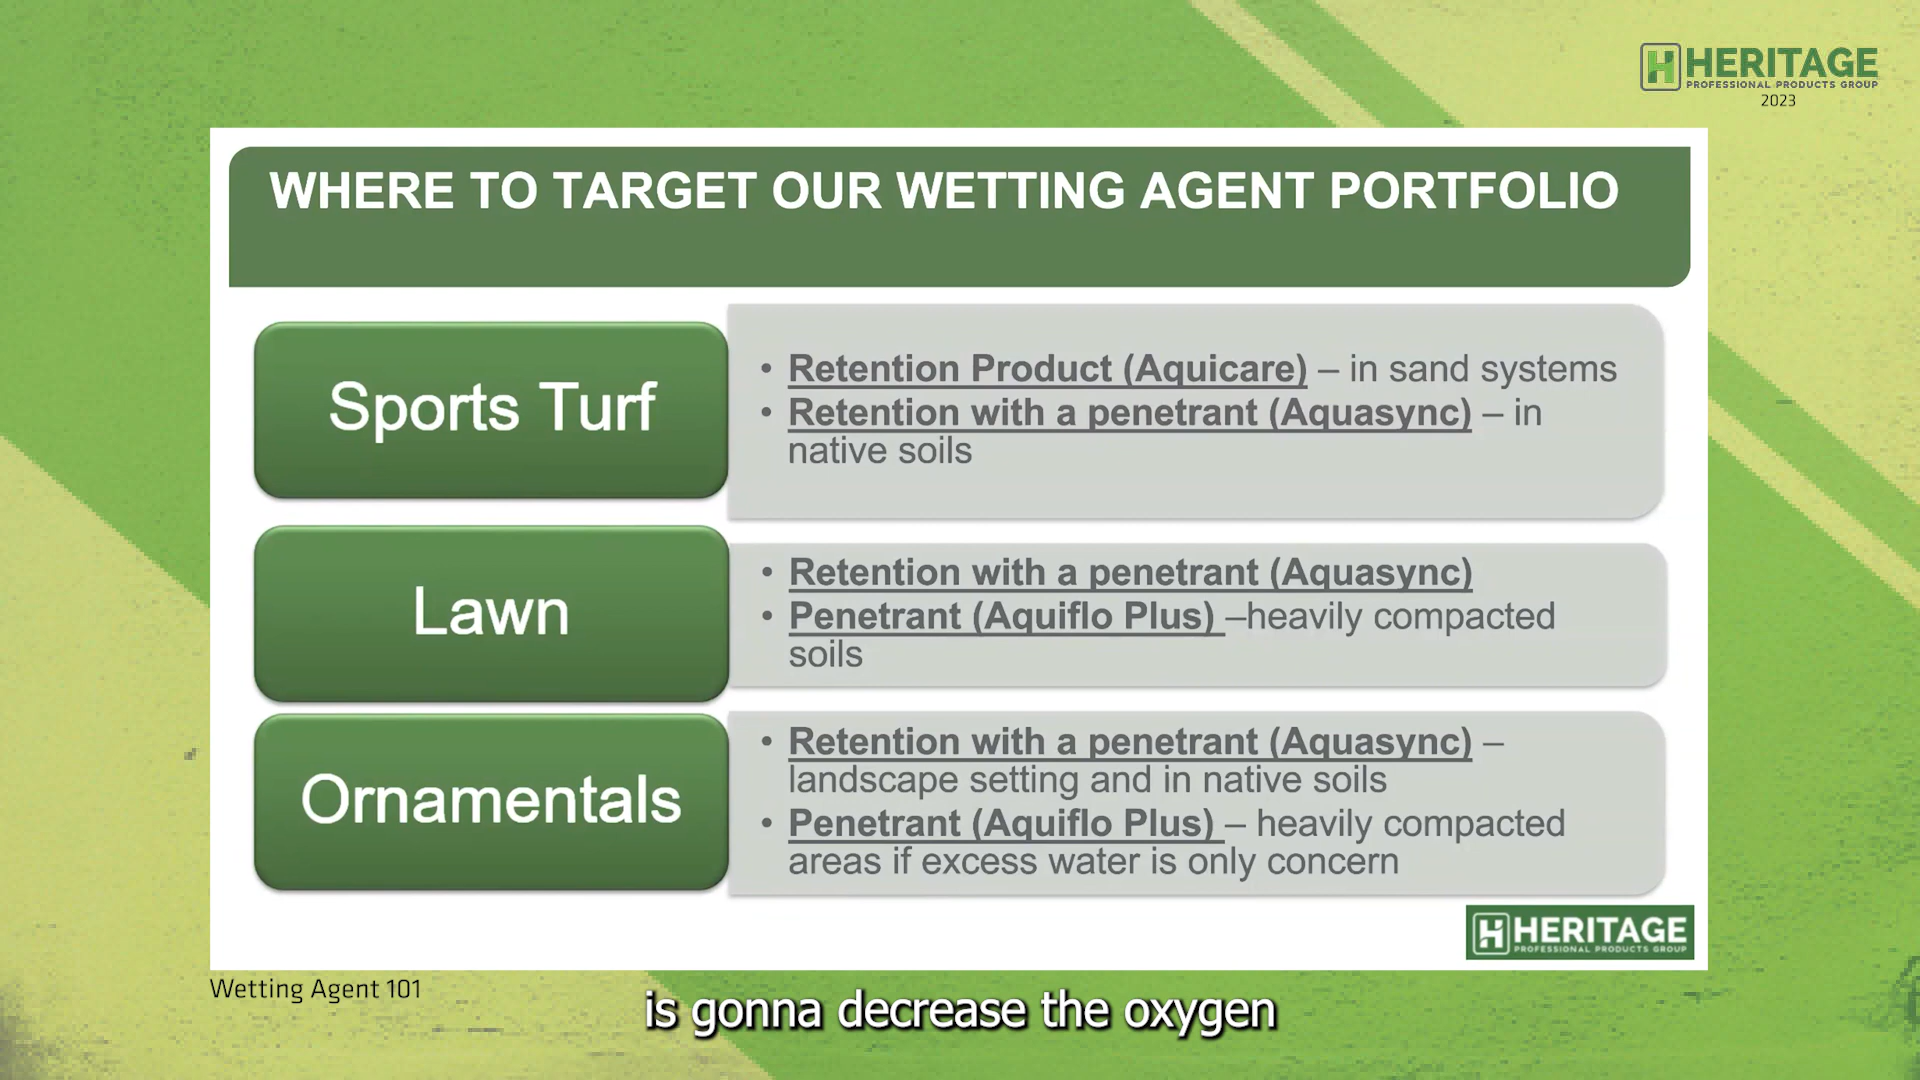 HERITAGE
PROFESSIONAL PRODUCTS GROUP
2023
WHERE TO TARGET OUR WETTING AGENT PORTFOLIO
Sports Turf
• Retention Product (Aquicare) – in sand systems
• Retention with a penetrant (Aquasync) – in
native soils
Lawn
• Retention with a penetrant (Aquasync)
• Penetrant (Aquiflo Plus) –heavily compacted
soils
Ornamentals
• Retention with a penetrant (Aquasync) –
landscape setting and in native soils
• Penetrant (Aquiflo Plus) – heavily compacted
areas if excess water is only concern
HERITAGE
PROFESSIONAL PRODUCTS GROUP
Wetting Agent 101
is gonna decrease the oxygen